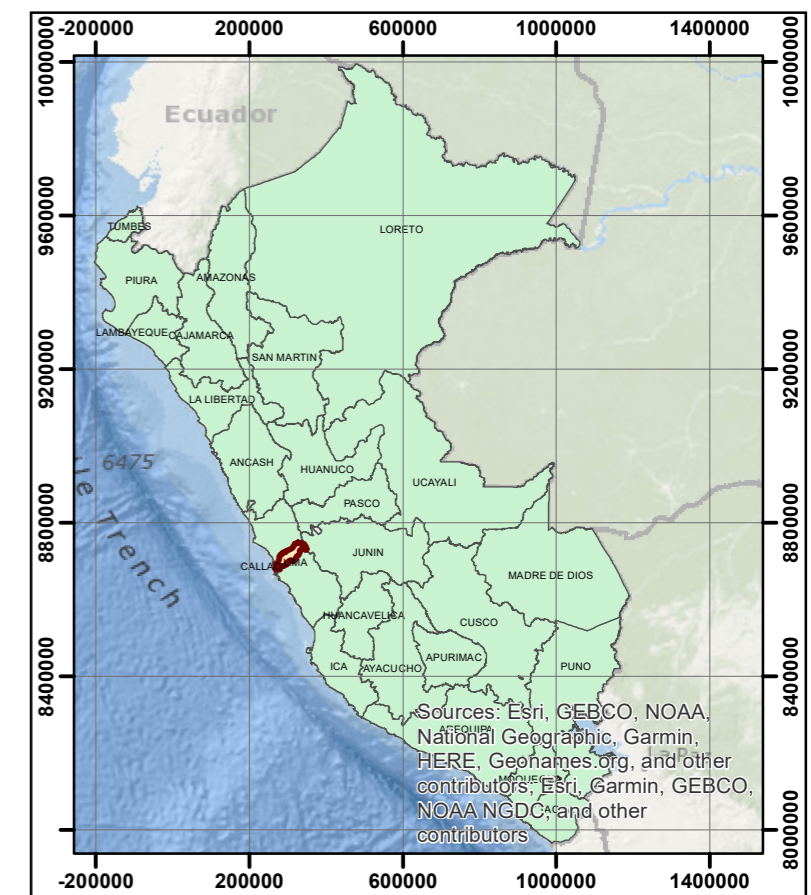 -200000 200000 600000 1000000 1400000
10000000 10000000
Ecuador
9600000 9600000
TUMBES
LORETO
PIURA
AMAZONAS
LAMBAYEQUE CAJAMARCA
SAN MARTIN
9200000 9200000
LA LIBERTAD
6475
ANCASH
HUANUCO
UCAYALI
PASCO
Trench
8800000 8800000
JUNIN
MADRE DE DIOS
HUANCAVELICA
CUSCO
ICA
AYACUCHO
APURIMAC
PUNO
8400000 8400000
Sources: Esri, GEBCO, NOAA,
National Geographic, Garmin,
HERE, Geonames.org, and other
contributors, Esri, Garmin, GEBCO,
NOAA NGDC, and other
contributors
8000000
-200000 200000 600000 1000000 1400000